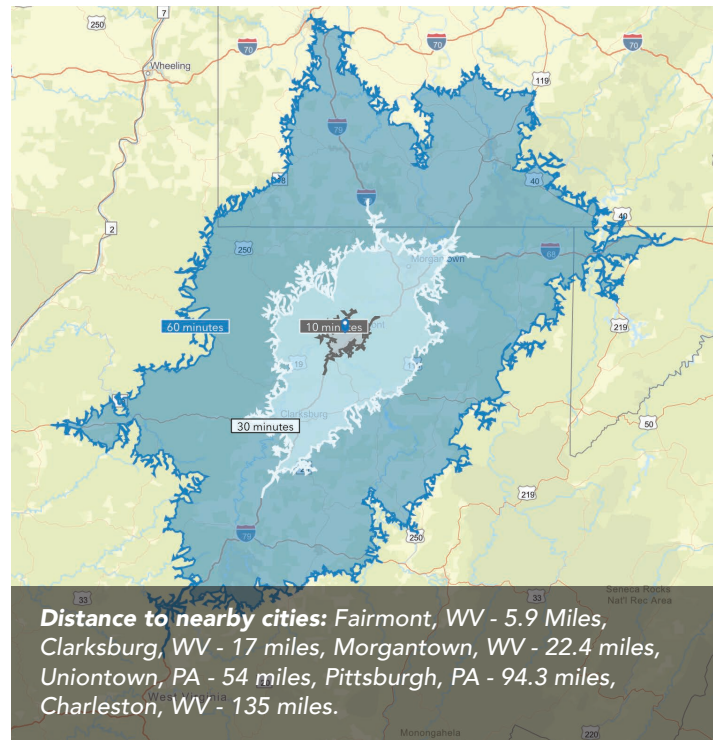 7
250
70
70
70
Wheeling
119
79
40
40
2
250
Morgantown
68
219
60 minutes
10 minutes
19
Clarksburg
30 minutes
50
219
79
250
33
33
Seneca Rocks
Nat'l Rec Area
Distance to nearby cities: Fairmont, WV - 5.9 Miles,
Clarksburg, WV - 17 miles, Morgantown, WV - 22.4 miles,
Uniontown, PA - 54 miles, Pittsburgh, PA - 94.3 miles,
Charleston, WV - 135 miles.
West Virginia
Monongahela
220